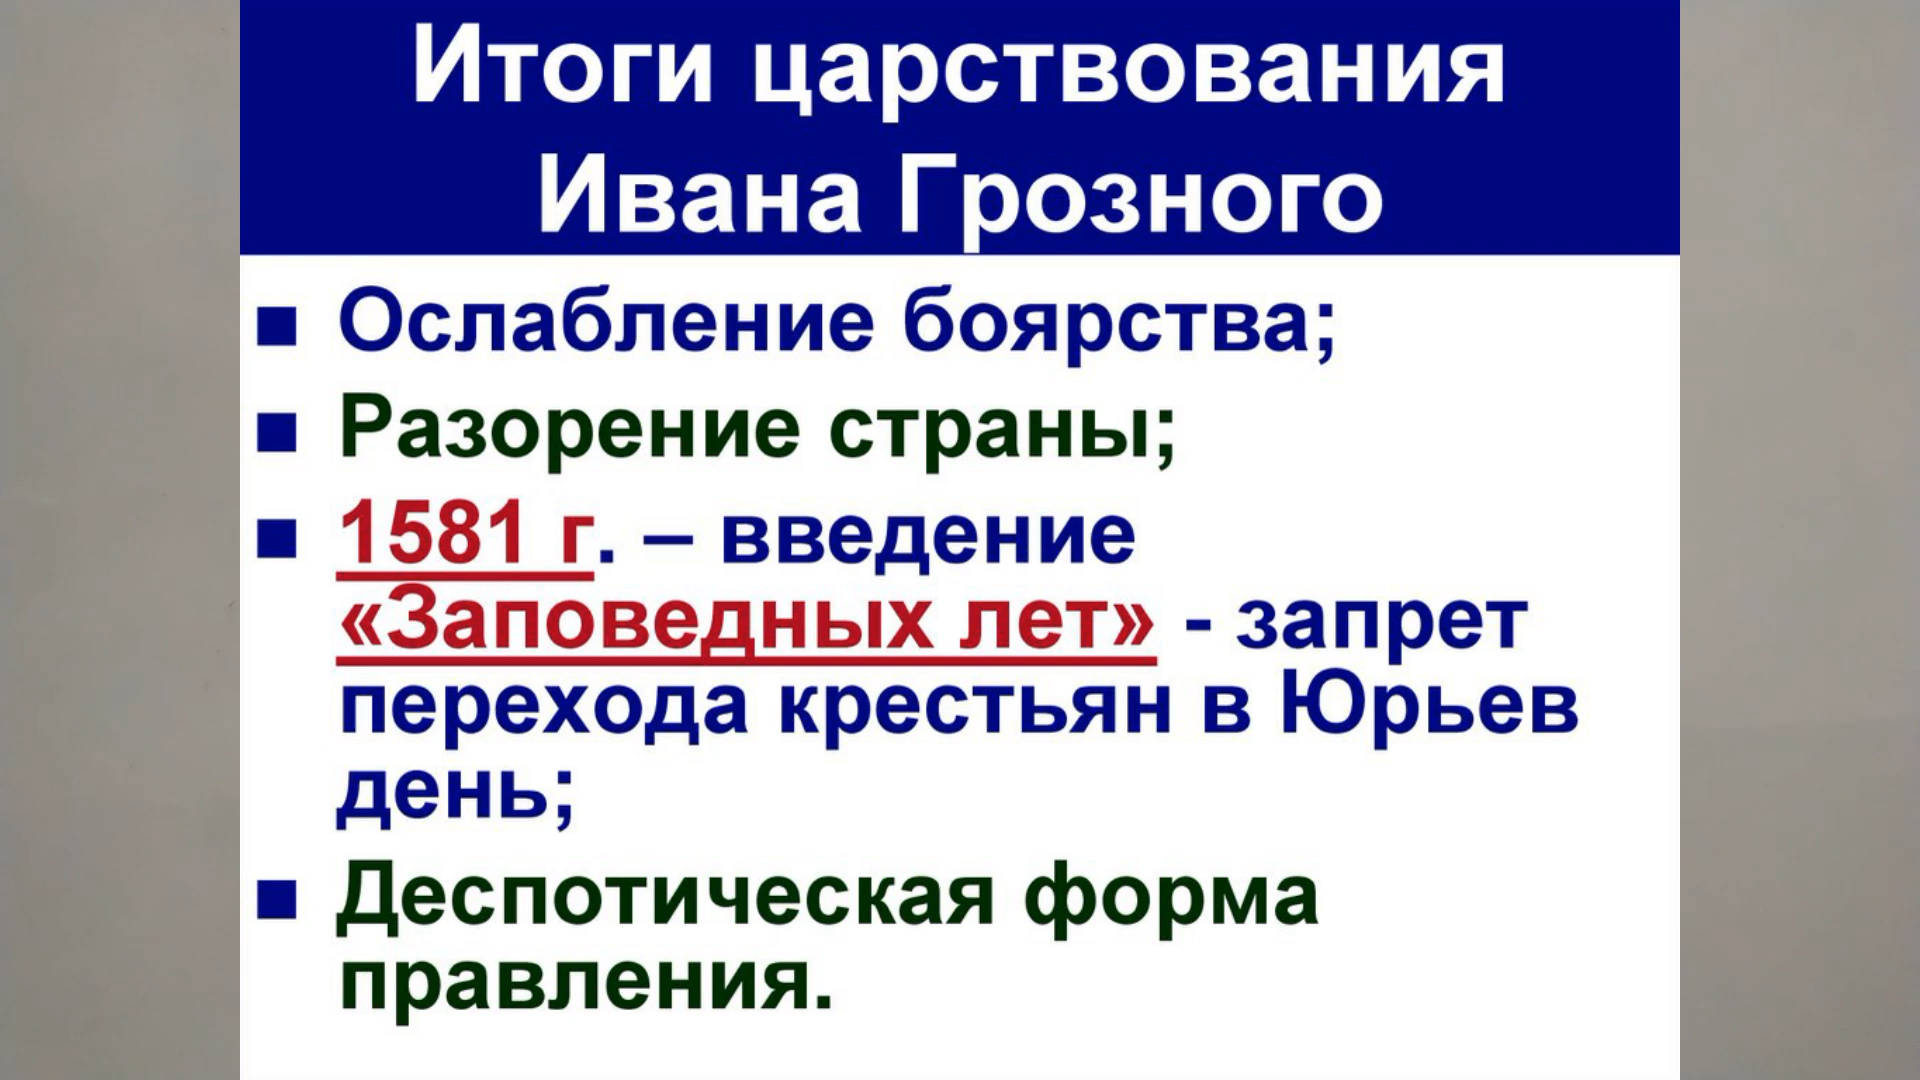 Итоги царствования
Ивана Грозного
Ослабление боярства;
Разорение страны;
1581 г. – введение
«Заповедных лет» - запрет
перехода крестьян в Юрьев
день;
Деспотическая форма
правления.